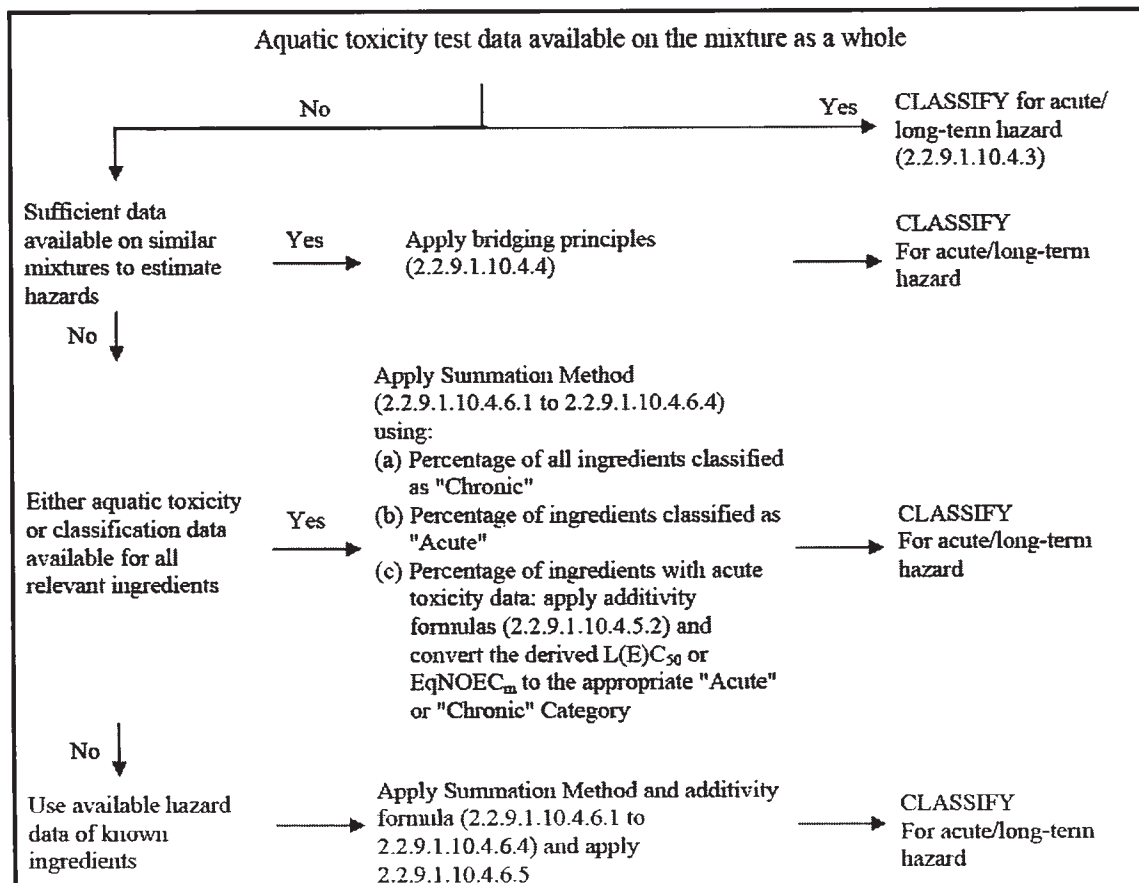 Aquatic toxicity test data available on the mixture as a whole
No
Yes
CLASSIFY for acute/
long-term hazard
(2.2.9.1.10.4.3)
Sufficient data
available on similar
mixtures to estimate
hazards
Yes
Apply bridging principles
(2.2.9.1.10.4.4)
CLASSIFY
For acute/long-term
hazard
No
Either aquatic toxicity
or classification data
available for all
relevant ingredients
Yes
Apply Summation Method
(2.2.9.1.10.4.6.1 to 2.2.9.1.10.4.6.4)
using:
(a) Percentage of all ingredients classified
as "Chronic"
(b) Percentage of ingredients classified as
"Acute"
(c) Percentage of ingredients with acute
toxicity data: apply additivity
formulas (2.2.9.1.10.4.5.2) and
convert the derived L(E)C₅₀ or
EqNOECₘ to the appropriate "Acute"
or "Chronic" Category
CLASSIFY
For acute/long-term
hazard
No
Use available hazard
data of known
ingredients
Apply Summation Method and additivity
formula (2.2.9.1.10.4.6.1 to
2.2.9.1.10.4.6.4) and apply
2.2.9.1.10.4.6.5
CLASSIFY
For acute/long-term
hazard